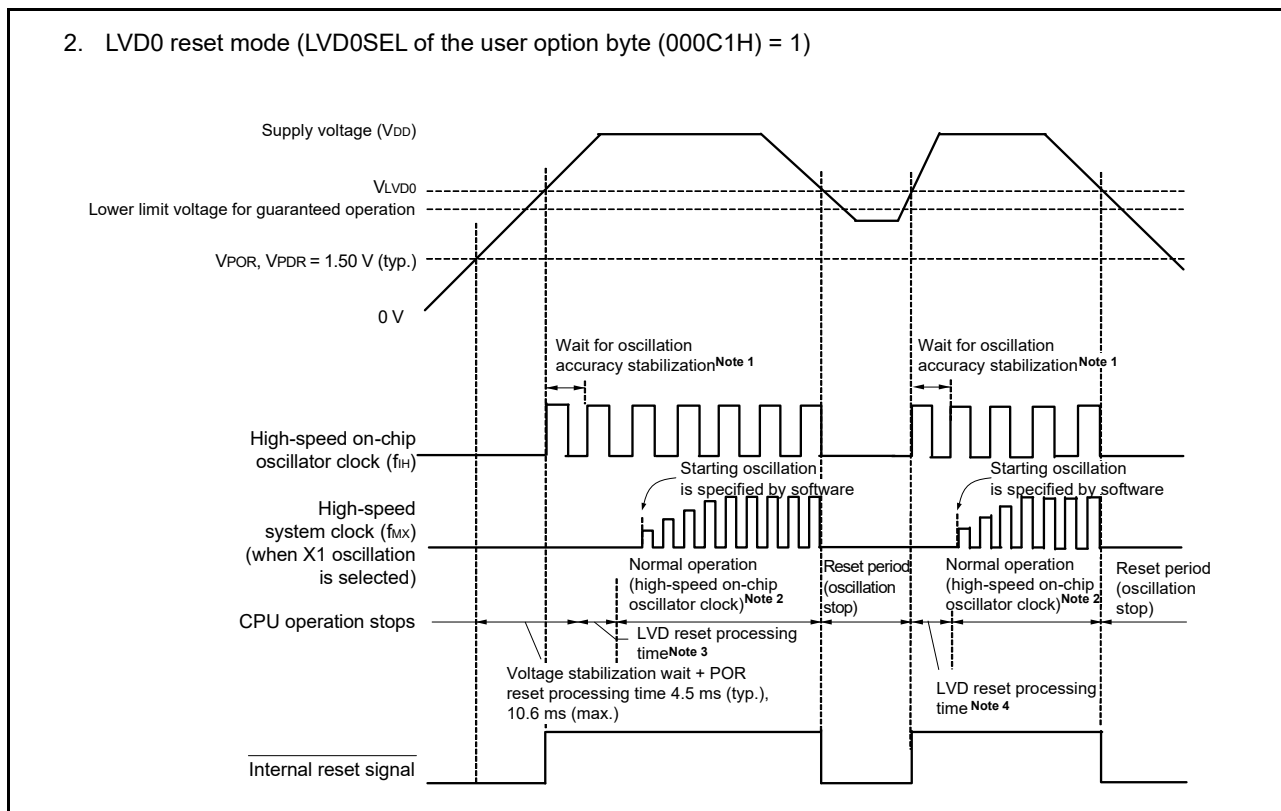 2. LVD0 reset mode (LVD0SEL of the user option byte (000C1H) = 1)
Supply voltage (VDD)
VLVD0
Lower limit voltage for guaranteed operation
VPOR, VPDR = 1.50 V (typ.)
0 V
Wait for oscillation
accuracy stabilizationNote 1
Wait for oscillation
accuracy stabilizationNote 1
High-speed on-chip
oscillator clock (fIH)
Starting oscillation
is specified by software
Starting oscillation
is specified by software
High-speed
system clock (fMX)
(when X1 oscillation
is selected)
Normal operation
(high-speed on-chip
oscillator clock)Note 2
Reset period
(oscillation
stop)
Normal operation
(high-speed on-chip
oscillator clock)Note 2
Reset period
(oscillation
stop)
CPU operation stops
LVD reset processing
timeNote 3
Voltage stabilization wait + POR
reset processing time 4.5 ms (typ.),
10.6 ms (max.)
LVD reset processing
timeNote 4
Internal reset signal